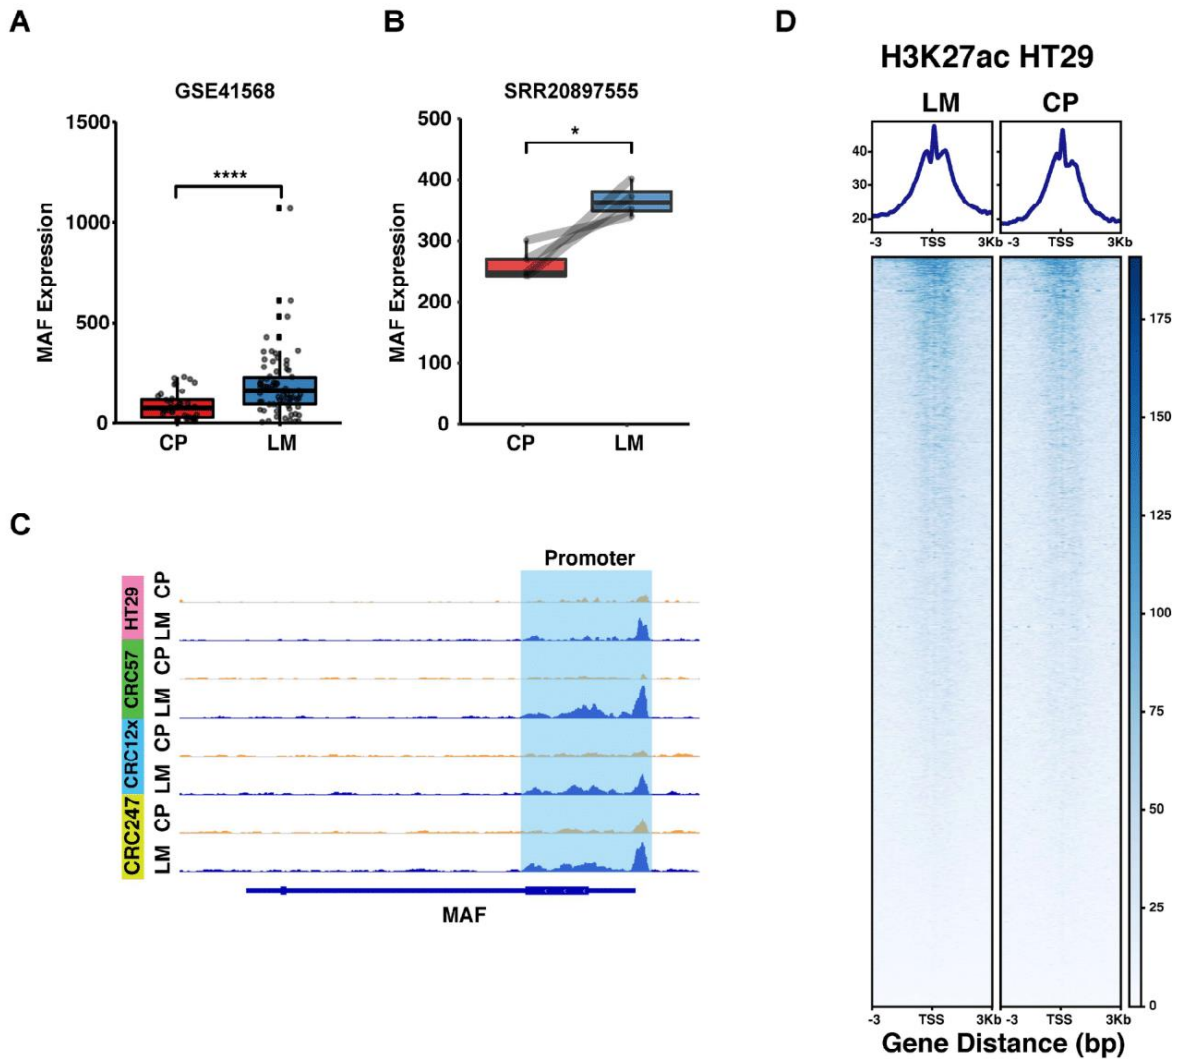 A
GSE41568
MAF Expression
1500
1000
500
0
****
CP
LM
B
SRR20897555
MAF Expression
500
400
300
200
100
0
*
CP
LM
C
Promoter
HT29
CP
LM
CRC57
CP
LM
CRC12x
CP
LM
CRC247
CP
LM
MAF
D
H3K27ac HT29
LM CP
40
30
20
-3 TSS 3Kb -3 TSS 3Kb
175
150
125
100
75
50
25
0
-3 TSS 3Kb -3 TSS 3Kb
Gene Distance (bp)